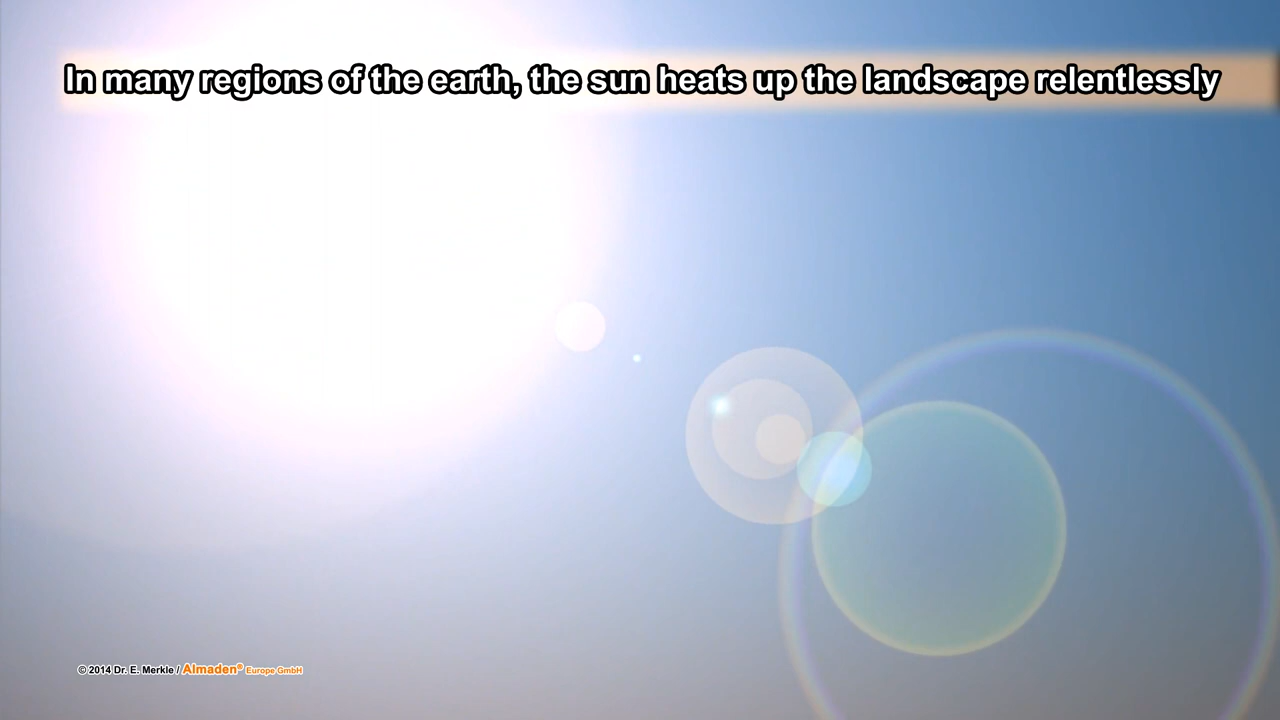 In many regions of the earth, the sun heats up the landscape relentlessly
© 2014 Dr. E. Merkle / Almaden® Europe GmbH